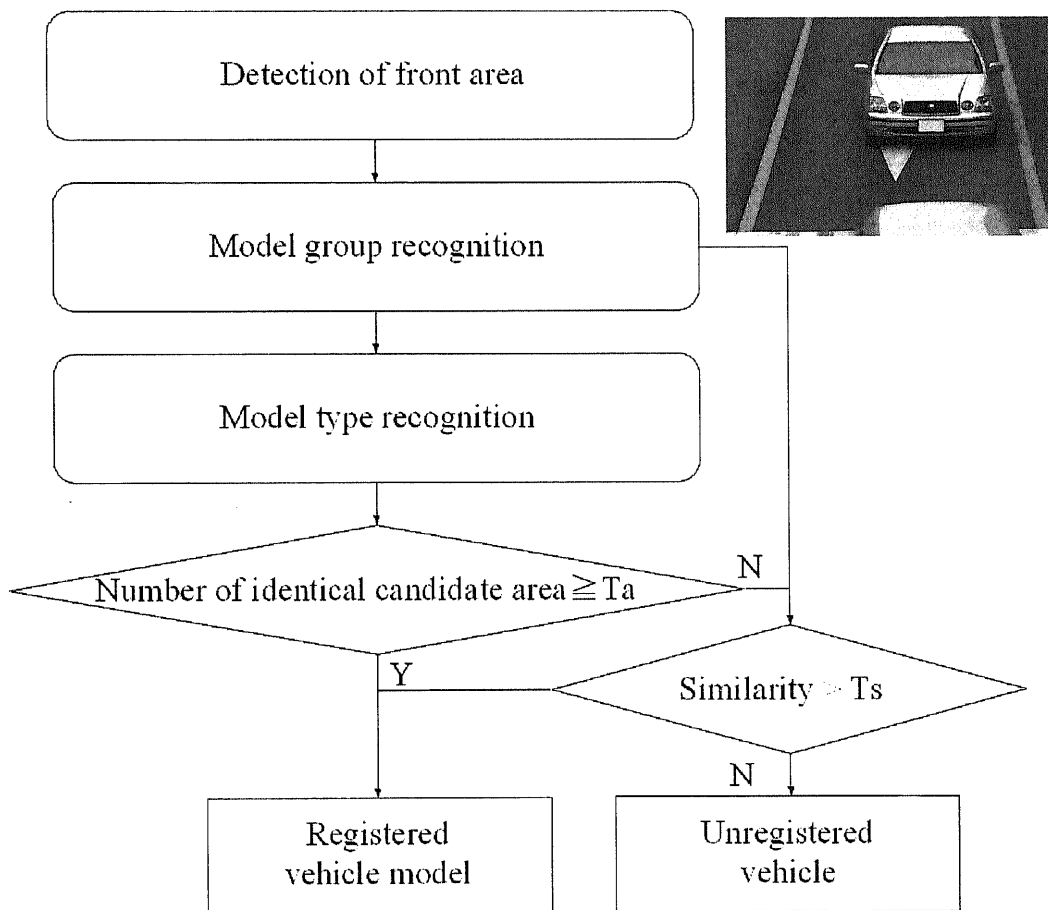 Detection of front area
Model group recognition
Model type recognition
Number of identical candidate area ≧ Ta
N
Y
Similarity > Ts
N
Registered
vehicle model
Unregistered
vehicle